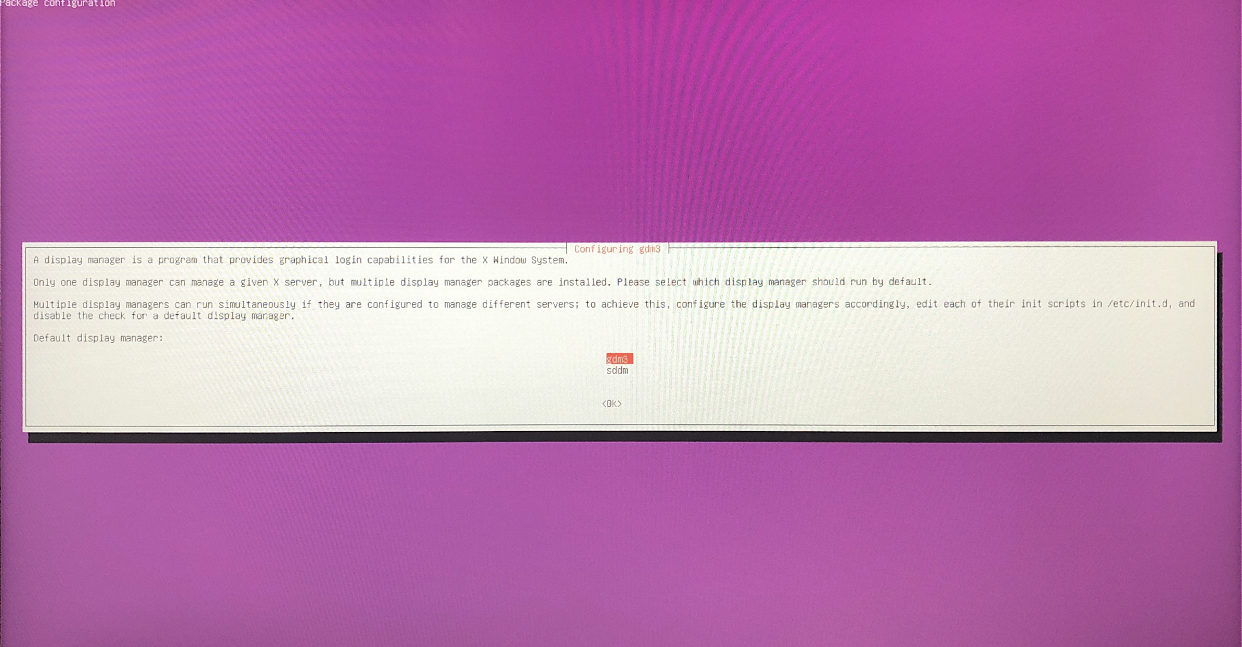 Package configuration
Configuring gdm3
A display manager is a program that provides graphical login capabilities for the X Window System.
Only one display manager can manage a given X server, but multiple display manager packages are installed. Please select which display manager should run by default.
Multiple display managers can run simultaneously if they are configured to manage different servers; to achieve this, configure the display managers accordingly, edit each of their init scripts in /etc/init.d, and
disable the check for a default display manager.
Default display manager:
gdm3
sddm
<Ok>